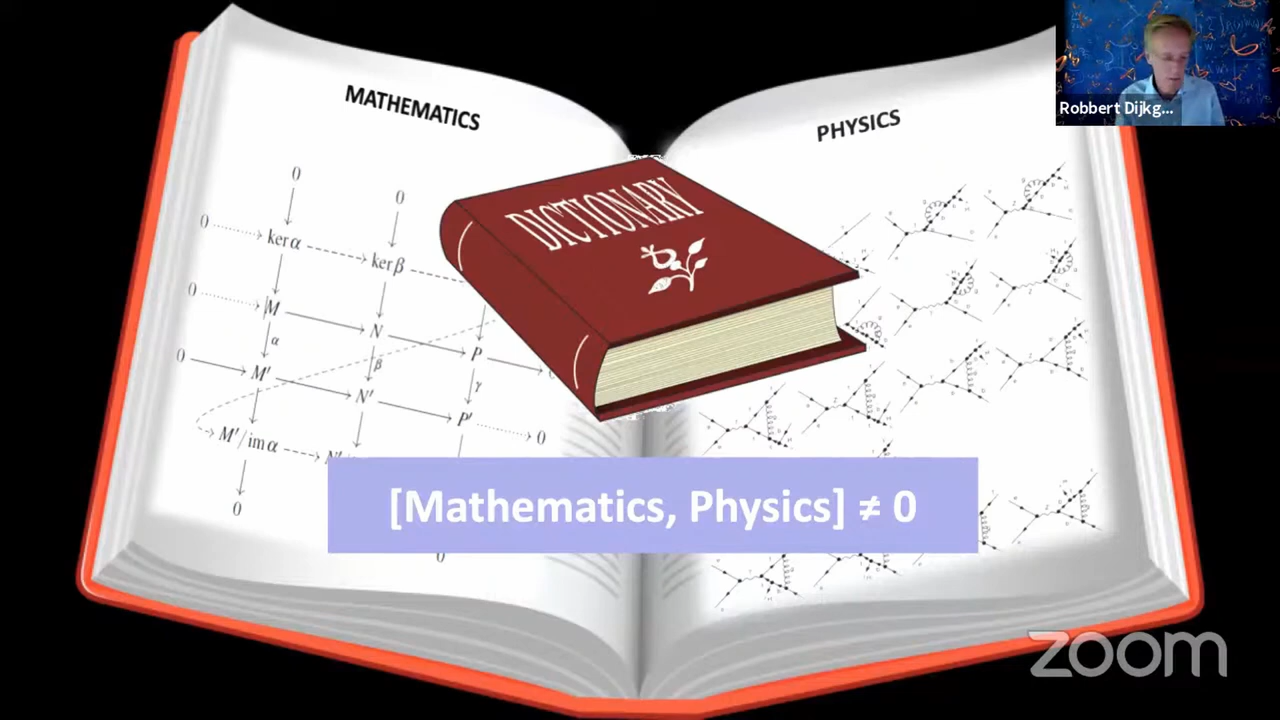 MATHEMATICS
PHYSICS
Robbert Dijkg...
DICTIONARY
0
0
0
ker α
ker β
0
M
N
P
α
β
γ
0
M′
N′
P′
0
M′/im α
0
0
[Mathematics, Physics] ≠ 0
zoom